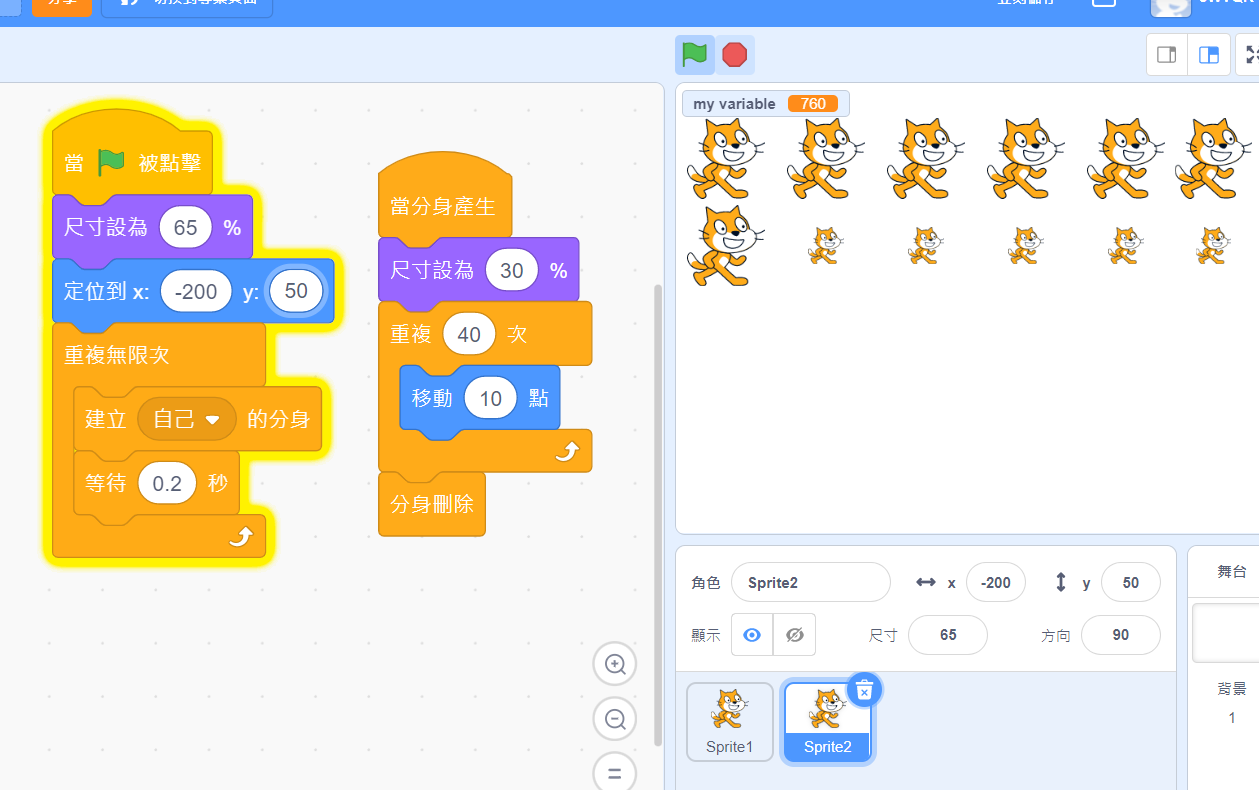 當 被點擊
尺寸設為 65 %
定位到 x: -200 y: 50
重複無限次
建立 自己 的分身
等待 0.2 秒
當分身產生
尺寸設為 30 %
重複 40 次
移動 10 點
分身刪除
my variable 760
角色 Sprite2 x -200 y 50
顯示 尺寸 65 方向 90
Sprite1
Sprite2
舞台
背景
1